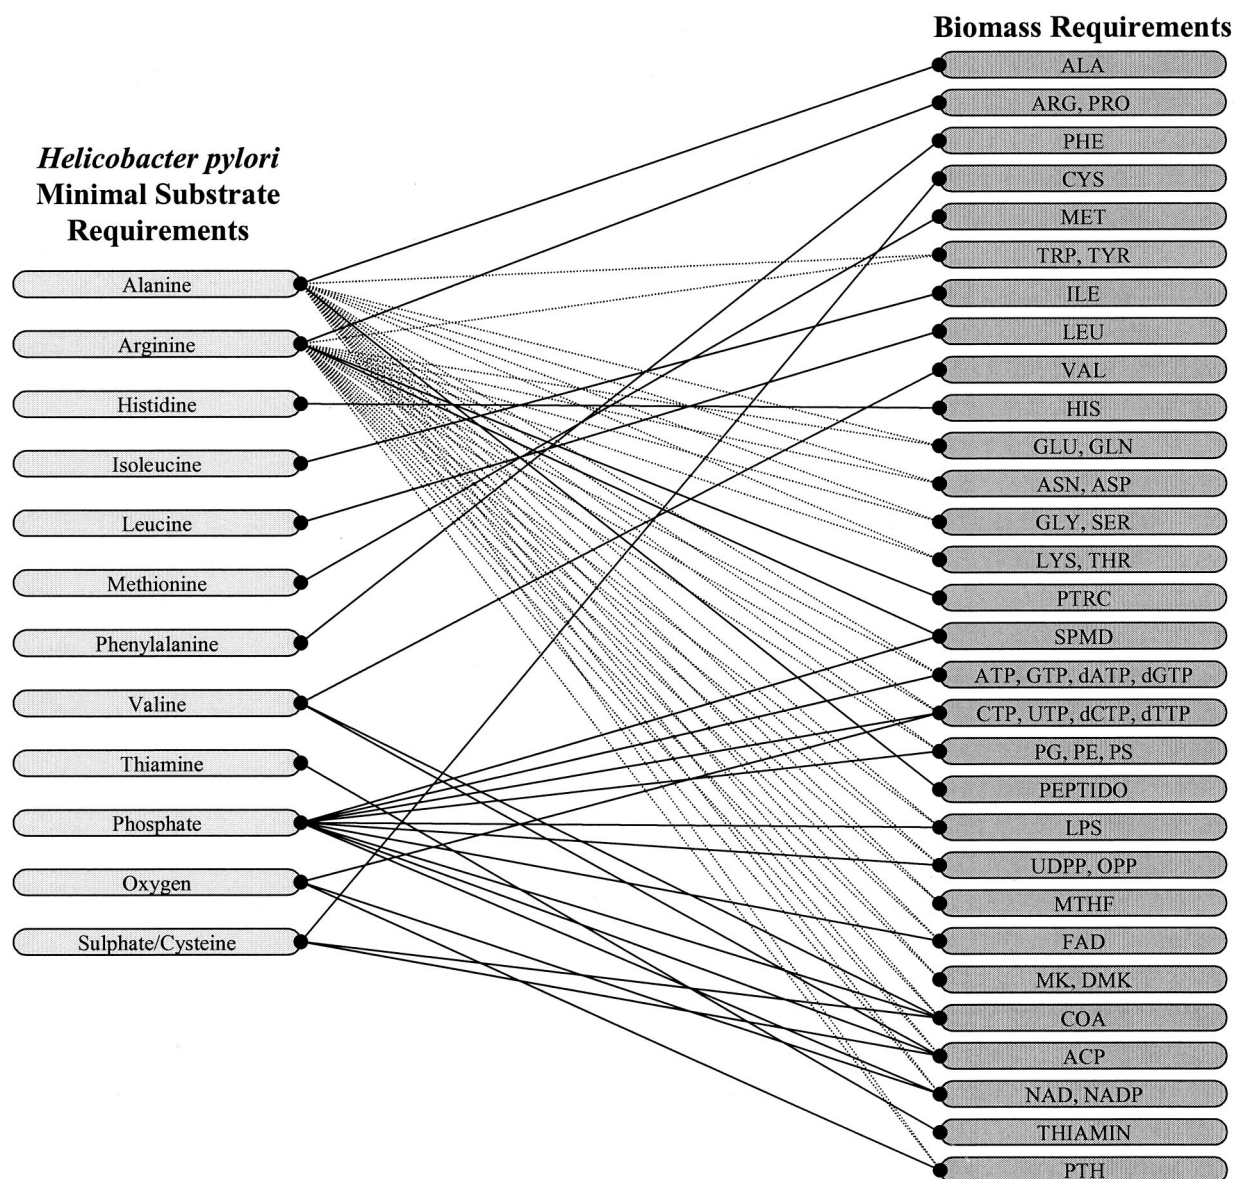 Biomass Requirements
Helicobacter pylori
Minimal Substrate
Requirements
Alanine
Arginine
Histidine
Isoleucine
Leucine
Methionine
Phenylalanine
Valine
Thiamine
Phosphate
Oxygen
Sulphate/Cysteine
ALA
ARG, PRO
PHE
CYS
MET
TRP, TYR
ILE
LEU
VAL
HIS
GLU, GLN
ASN, ASP
GLY, SER
LYS, THR
PTRC
SPMD
ATP, GTP, dATP, dGTP
CTP, UTP, dCTP, dTTP
PG, PE, PS
PEPTIDO
LPS
UDPP, OPP
MTHF
FAD
MK, DMK
COA
ACP
NAD, NADP
THIAMIN
PTH